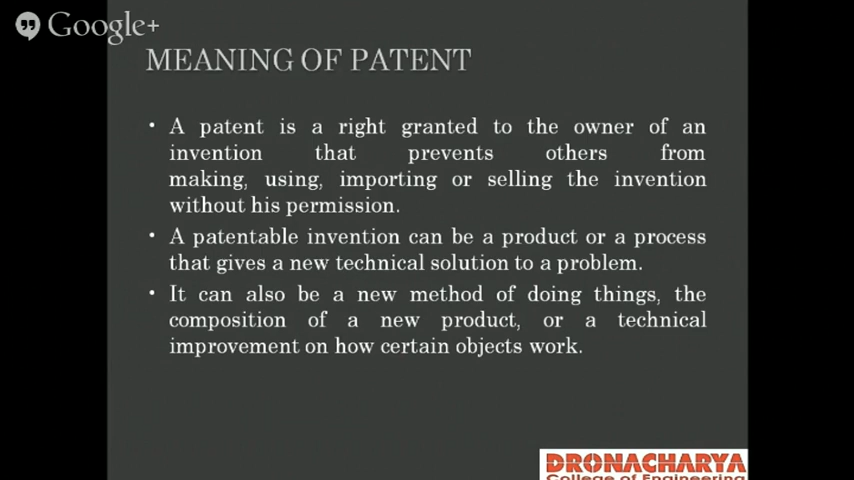 Google+
MEANING OF PATENT
• A patent is a right granted to the owner of an
invention that prevents others from
making, using, importing or selling the invention
without his permission.
• A patentable invention can be a product or a process
that gives a new technical solution to a problem.
• It can also be a new method of doing things, the
composition of a new product, or a technical
improvement on how certain objects work.
DRONACHARYA
College of Engineering